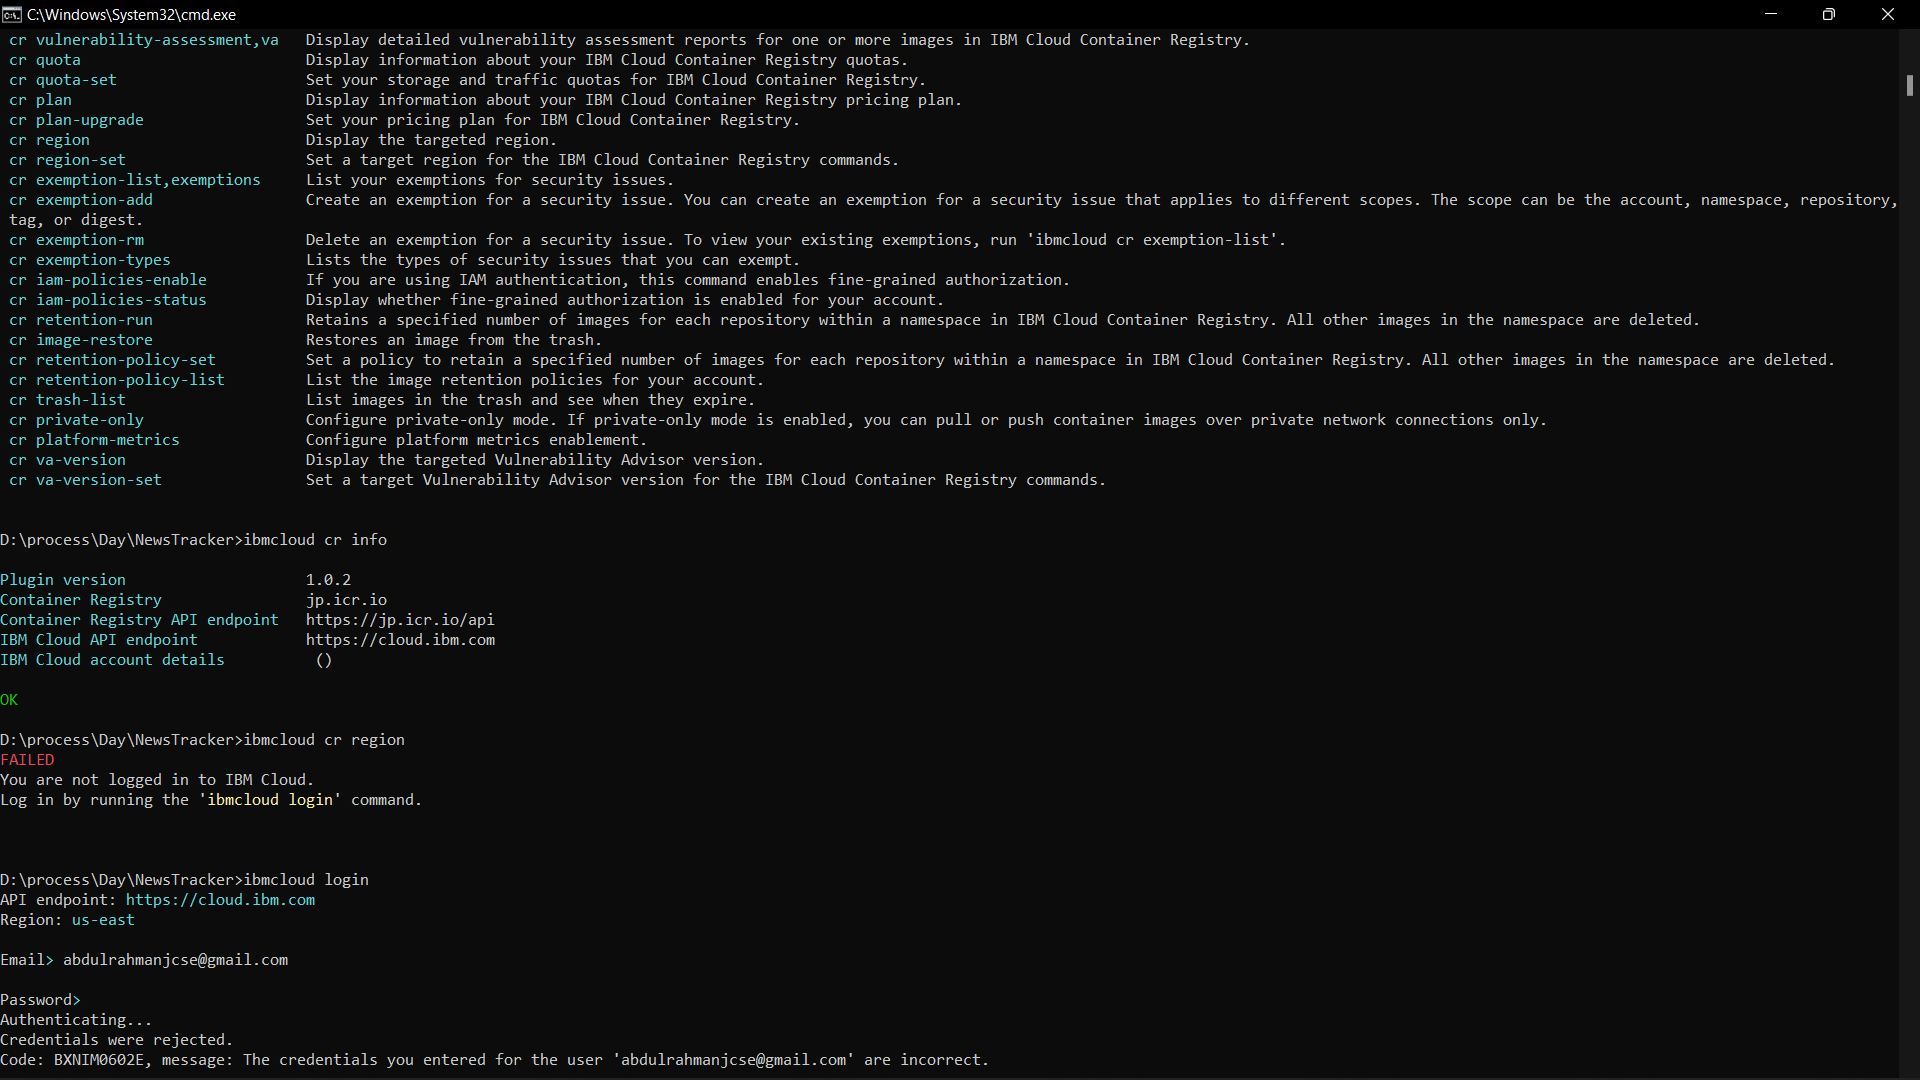 C:\Windows\System32\cmd.exe
cr vulnerability-assessment,va   Display detailed vulnerability assessment reports for one or more images in IBM Cloud Container Registry.
cr quota   Display information about your IBM Cloud Container Registry quotas.
cr quota-set   Set your storage and traffic quotas for IBM Cloud Container Registry.
cr plan   Display information about your IBM Cloud Container Registry pricing plan.
cr plan-upgrade   Set your pricing plan for IBM Cloud Container Registry.
cr region   Display the targeted region.
cr region-set   Set a target region for the IBM Cloud Container Registry commands.
cr exemption-list,exemptions   List your exemptions for security issues.
cr exemption-add   Create an exemption for a security issue. You can create an exemption for a security issue that applies to different scopes. The scope can be the account, namespace, repository,
tag, or digest.
cr exemption-rm   Delete an exemption for a security issue. To view your existing exemptions, run 'ibmcloud cr exemption-list'.
cr exemption-types   Lists the types of security issues that you can exempt.
cr iam-policies-enable   If you are using IAM authentication, this command enables fine-grained authorization.
cr iam-policies-status   Display whether fine-grained authorization is enabled for your account.
cr retention-run   Retains a specified number of images for each repository within a namespace in IBM Cloud Container Registry. All other images in the namespace are deleted.
cr image-restore   Restores an image from the trash.
cr retention-policy-set   Set a policy to retain a specified number of images for each repository within a namespace in IBM Cloud Container Registry. All other images in the namespace are deleted.
cr retention-policy-list   List the image retention policies for your account.
cr trash-list   List images in the trash and see when they expire.
cr private-only   Configure private-only mode. If private-only mode is enabled, you can pull or push container images over private network connections only.
cr platform-metrics   Configure platform metrics enablement.
cr va-version   Display the targeted Vulnerability Advisor version.
cr va-version-set   Set a target Vulnerability Advisor version for the IBM Cloud Container Registry commands.
D:\process\Day\NewsTracker>ibmcloud cr info
Plugin version   1.0.2
Container Registry   jp.icr.io
Container Registry API endpoint   https://jp.icr.io/api
IBM Cloud API endpoint   https://cloud.ibm.com
IBM Cloud account details   ()
OK
D:\process\Day\NewsTracker>ibmcloud cr region
FAILED
You are not logged in to IBM Cloud.
Log in by running the 'ibmcloud login' command.
D:\process\Day\NewsTracker>ibmcloud login
API endpoint: https://cloud.ibm.com
Region: us-east
Email> abdulrahmanjcse@gmail.com
Password>
Authenticating...
Credentials were rejected.
Code: BXNIM0602E, message: The credentials you entered for the user 'abdulrahmanjcse@gmail.com' are incorrect.